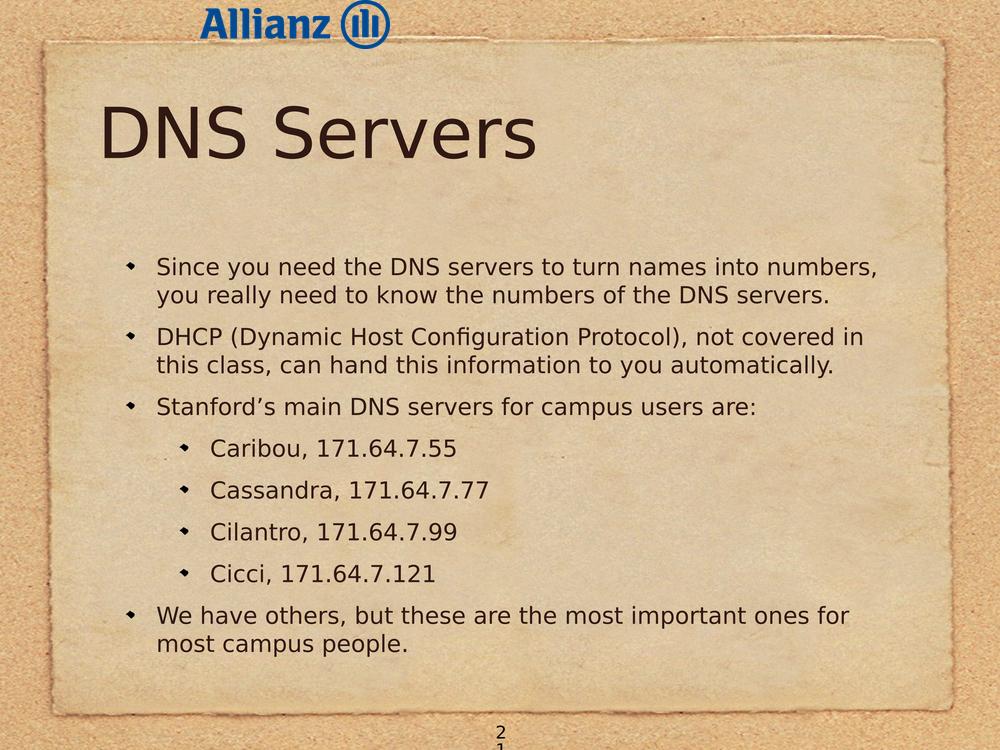 Allianz
DNS Servers
Since you need the DNS servers to turn names into numbers,
you really need to know the numbers of the DNS servers.
DHCP (Dynamic Host Configuration Protocol), not covered in
this class, can hand this information to you automatically.
Stanford’s main DNS servers for campus users are:
Caribou, 171.64.7.55
Cassandra, 171.64.7.77
Cilantro, 171.64.7.99
Cicci, 171.64.7.121
We have others, but these are the most important ones for
most campus people.
2
1